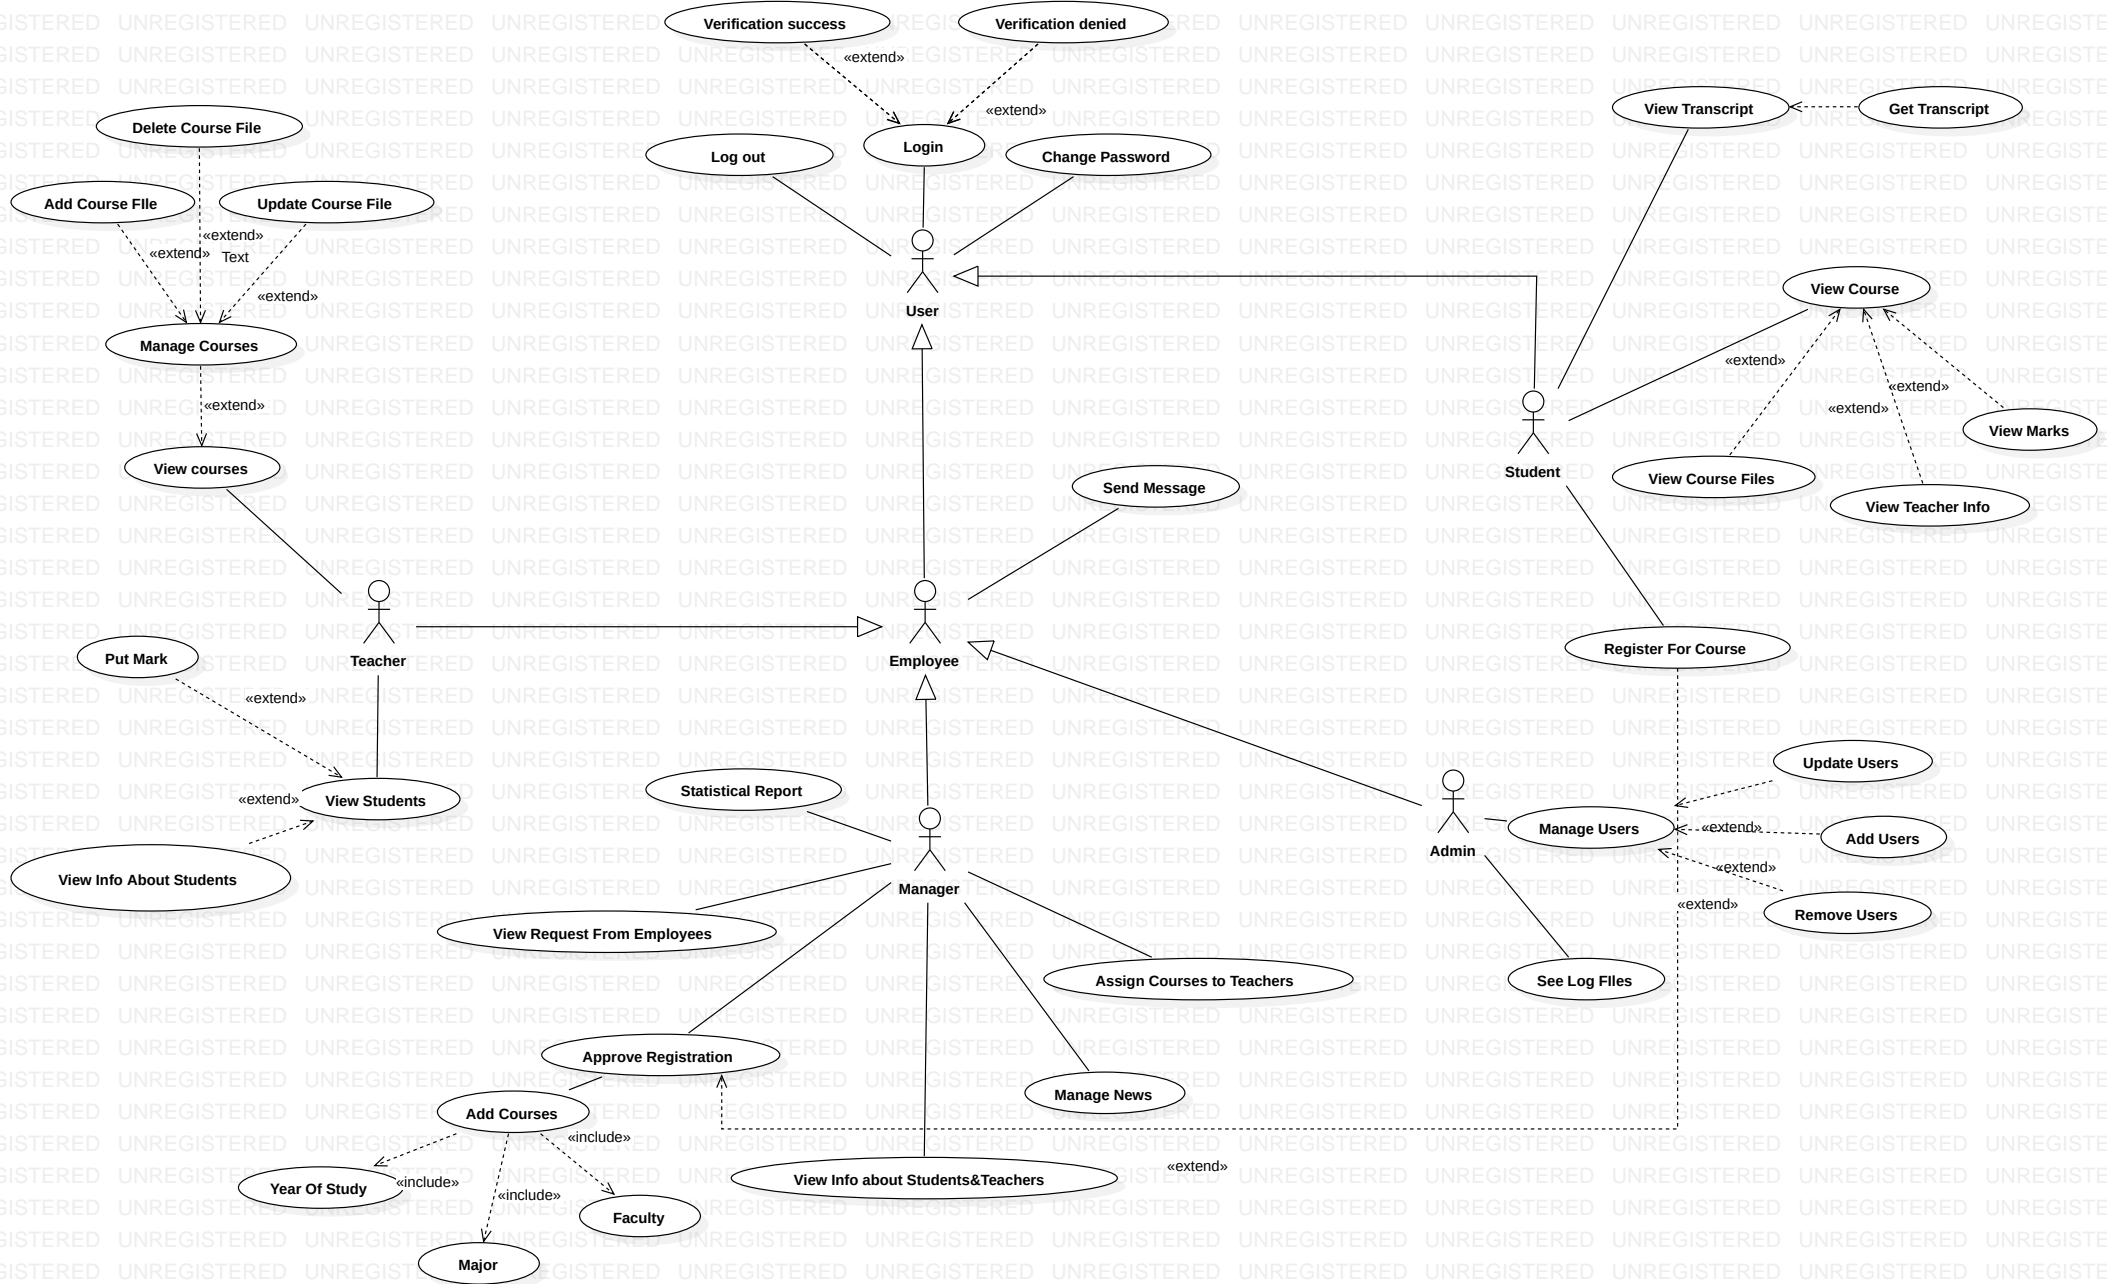 Verification success
Verification denied
«extend»
«extend»
View Transcript
Get Transcript
Delete Course File
Log out
Login
Change Password
Add Course FIle
Update Course File
«extend»
«extend»
Text
«extend»
User
View Course
Manage Courses
«extend»
«extend»
«extend»
«extend»
View Marks
View courses
Student
View Course Files
View Teacher Info
Send Message
Teacher
Employee
Put Mark
Register For Course
«extend»
Update Users
Statistical Report
View Students
«extend»
Manage Users
«extend»
Add Users
Admin
«extend»
View Info About Students
Manager
«extend»
Remove Users
View Request From Employees
Assign Courses to Teachers
See Log FIles
Approve Registration
Manage News
Add Courses
«include»
Year Of Study
«include»
«include»
«extend»
View Info about Students&Teachers
Faculty
Major
UNREGISTERED